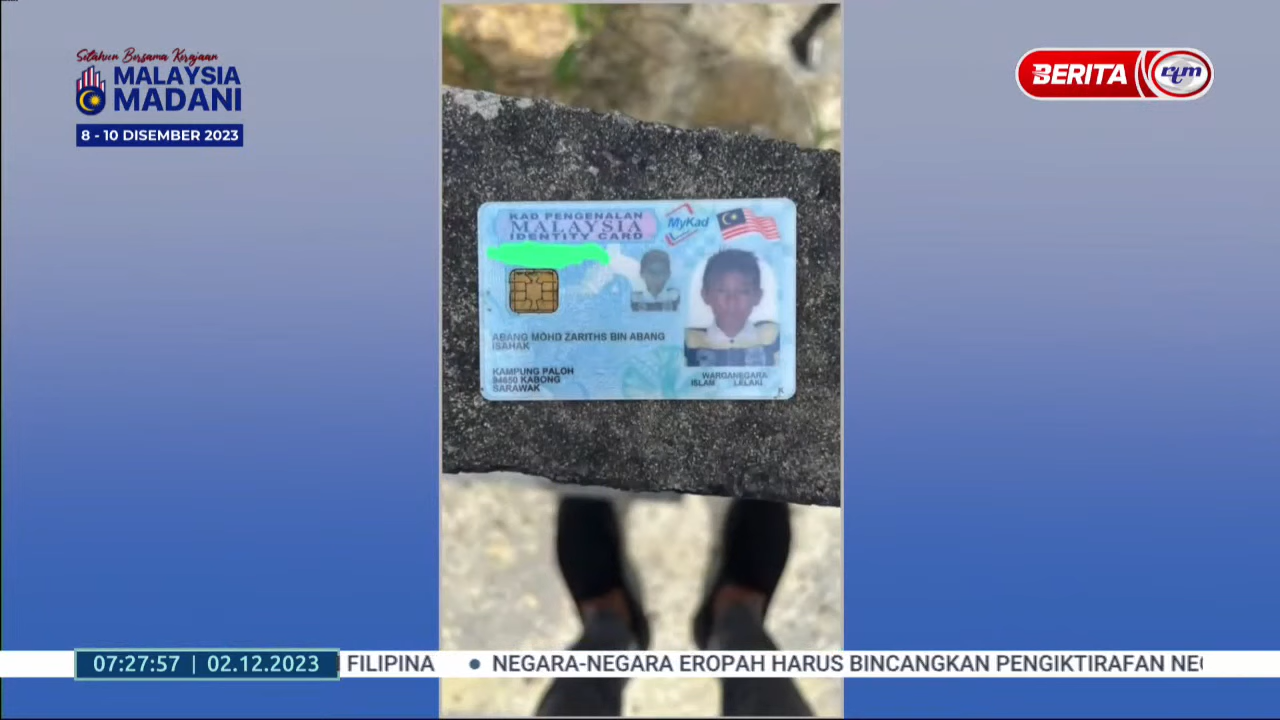 Setahun Bersama Kerajaan
MALAYSIA
MADANI
8 - 10 DISEMBER 2023
BERITA rtm
KAD PENGENALAN
MALAYSIA
IDENTITY CARD
MyKad
ABANG MOHD ZARITHS BIN ABANG
ISAHAK
KAMPUNG PALOH
94650 KABONG
SARAWAK
WARGANEGARA
ISLAM LELAKI
K
07:27:57 | 02.12.2023
FILIPINA • NEGARA-NEGARA EROPAH HARUS BINCANGKAN PENGIKTIRAFAN